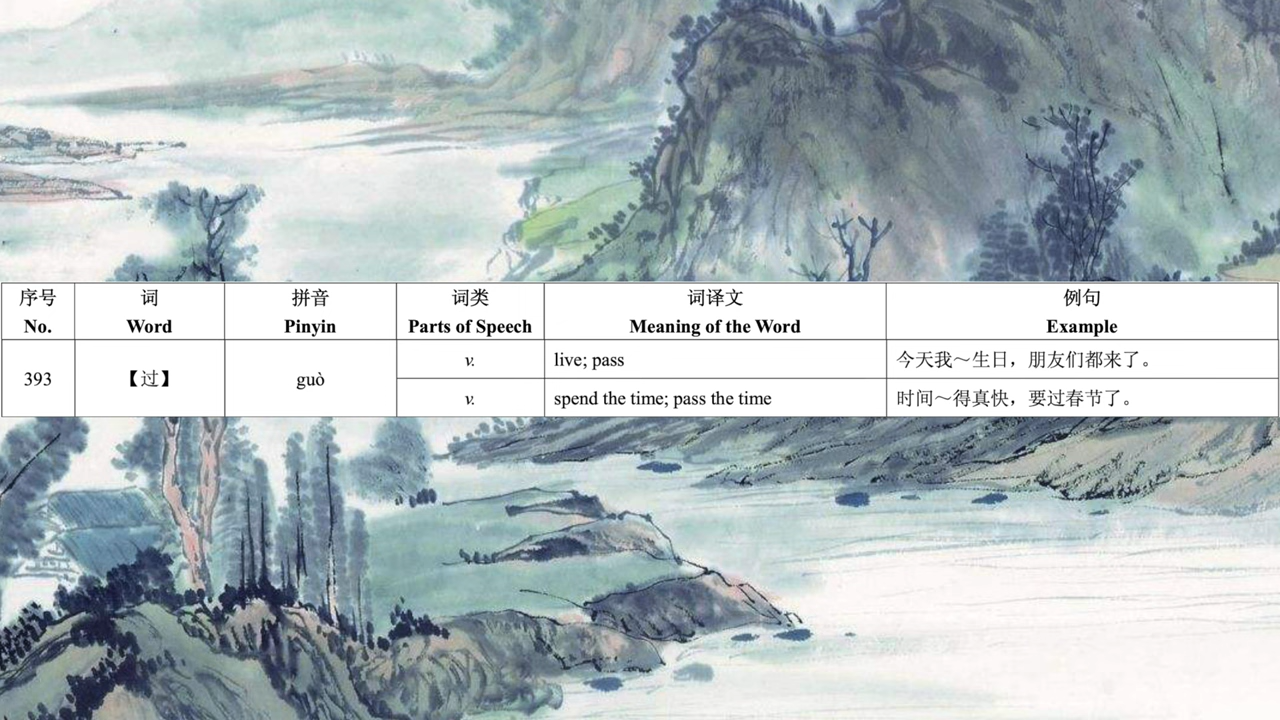 序号 词 拼音 词类 词译文 例句
No. Word Pinyin Parts of Speech Meaning of the Word Example
393 【过】 guò v. live; pass 今天我～生日，朋友们都来了。
v. spend the time; pass the time 时间～得真快，要过春节了。